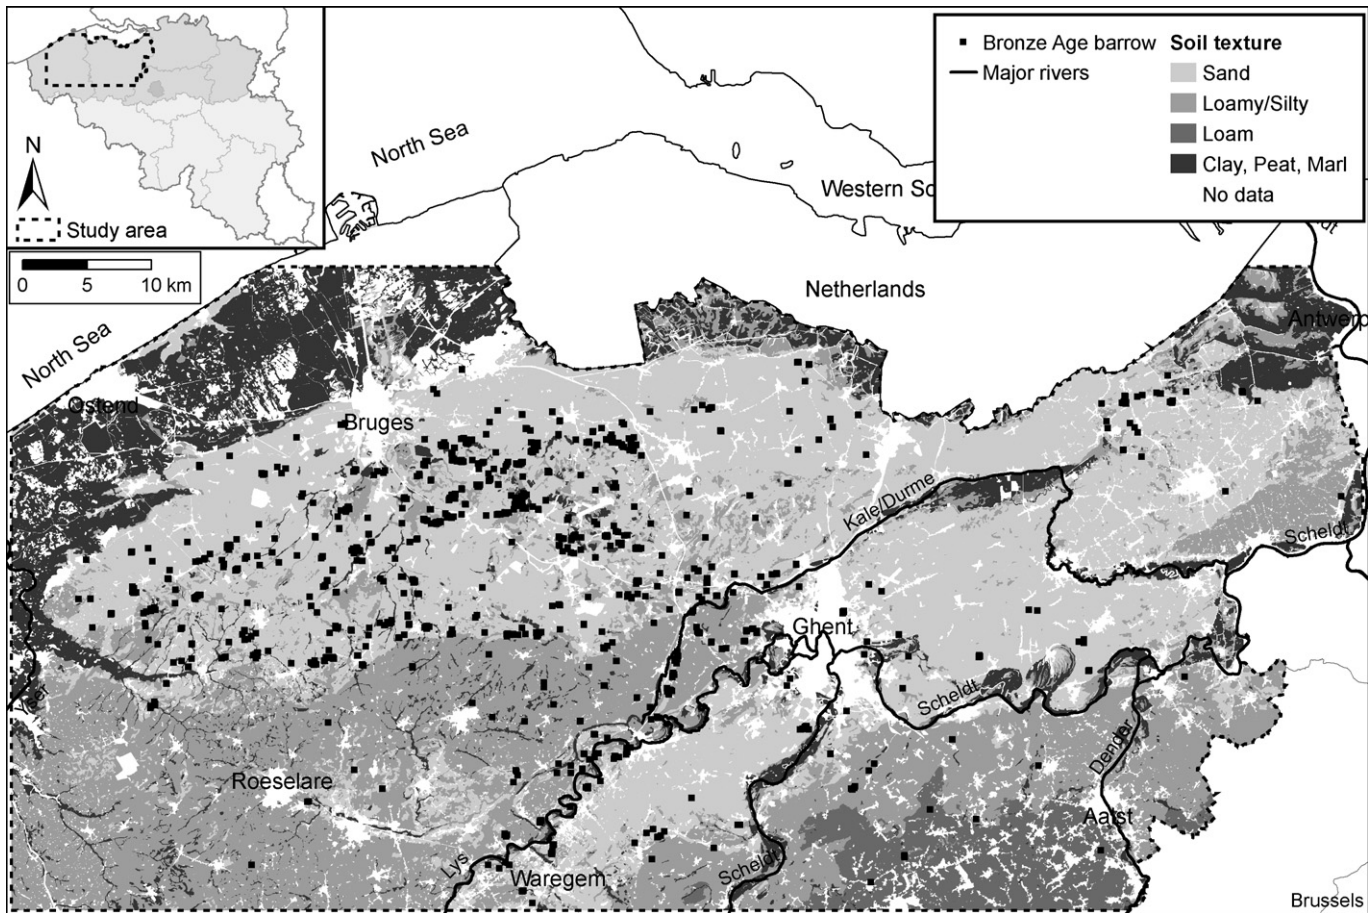 N
Study area
0 5 10 km
North Sea
North Sea
Western Sc
Bronze Age barrow
Major rivers
Soil texture
Sand
Loamy/Silty
Loam
Clay, Peat, Marl
No data
dt
Netherlands
Antwerp
Ostend
Bruges
Kale/Durme
Scheldt
Ghent
Yser
Scheldt
Dender
Roeselare
Aalst
Lys
Waregem
Scheldt
Brussels